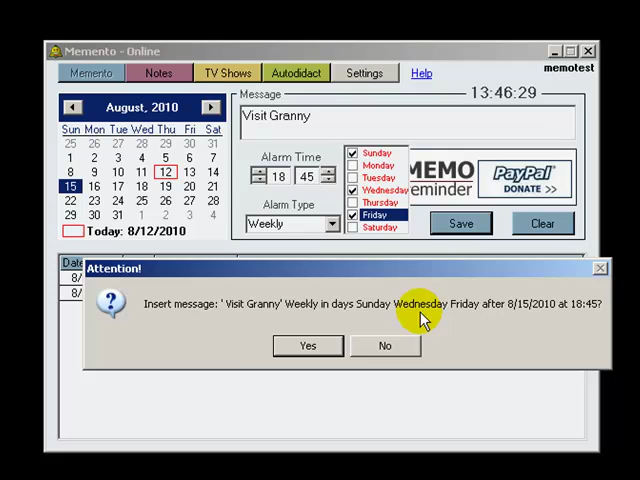 Memento - Online
Memento Notes TV Shows Autodidact Settings Help
memotest
August, 2010
Sun Mon Tue Wed Thu Fri Sat
25 26 27 28 29 30 31
1 2 3 4 5 6 7
8 9 10 11 12 13 14
15 16 17 18 19 20 21
22 23 24 25 26 27 28
29 30 31 1 2 3 4
Today: 8/12/2010
Message
13:46:29
Visit Granny
Alarm Time
18 45
Alarm Type
Weekly
Sunday
Monday
Tuesday
Wednesday
Thursday
Friday
Saturday
MEMO
eminder
PayPal
DONATE >>
Save Clear
Dat
8/
8/
Attention!
Insert message: ' Visit Granny' Weekly in days Sunday Wednesday Friday after 8/15/2010 at 18:45?
Yes No